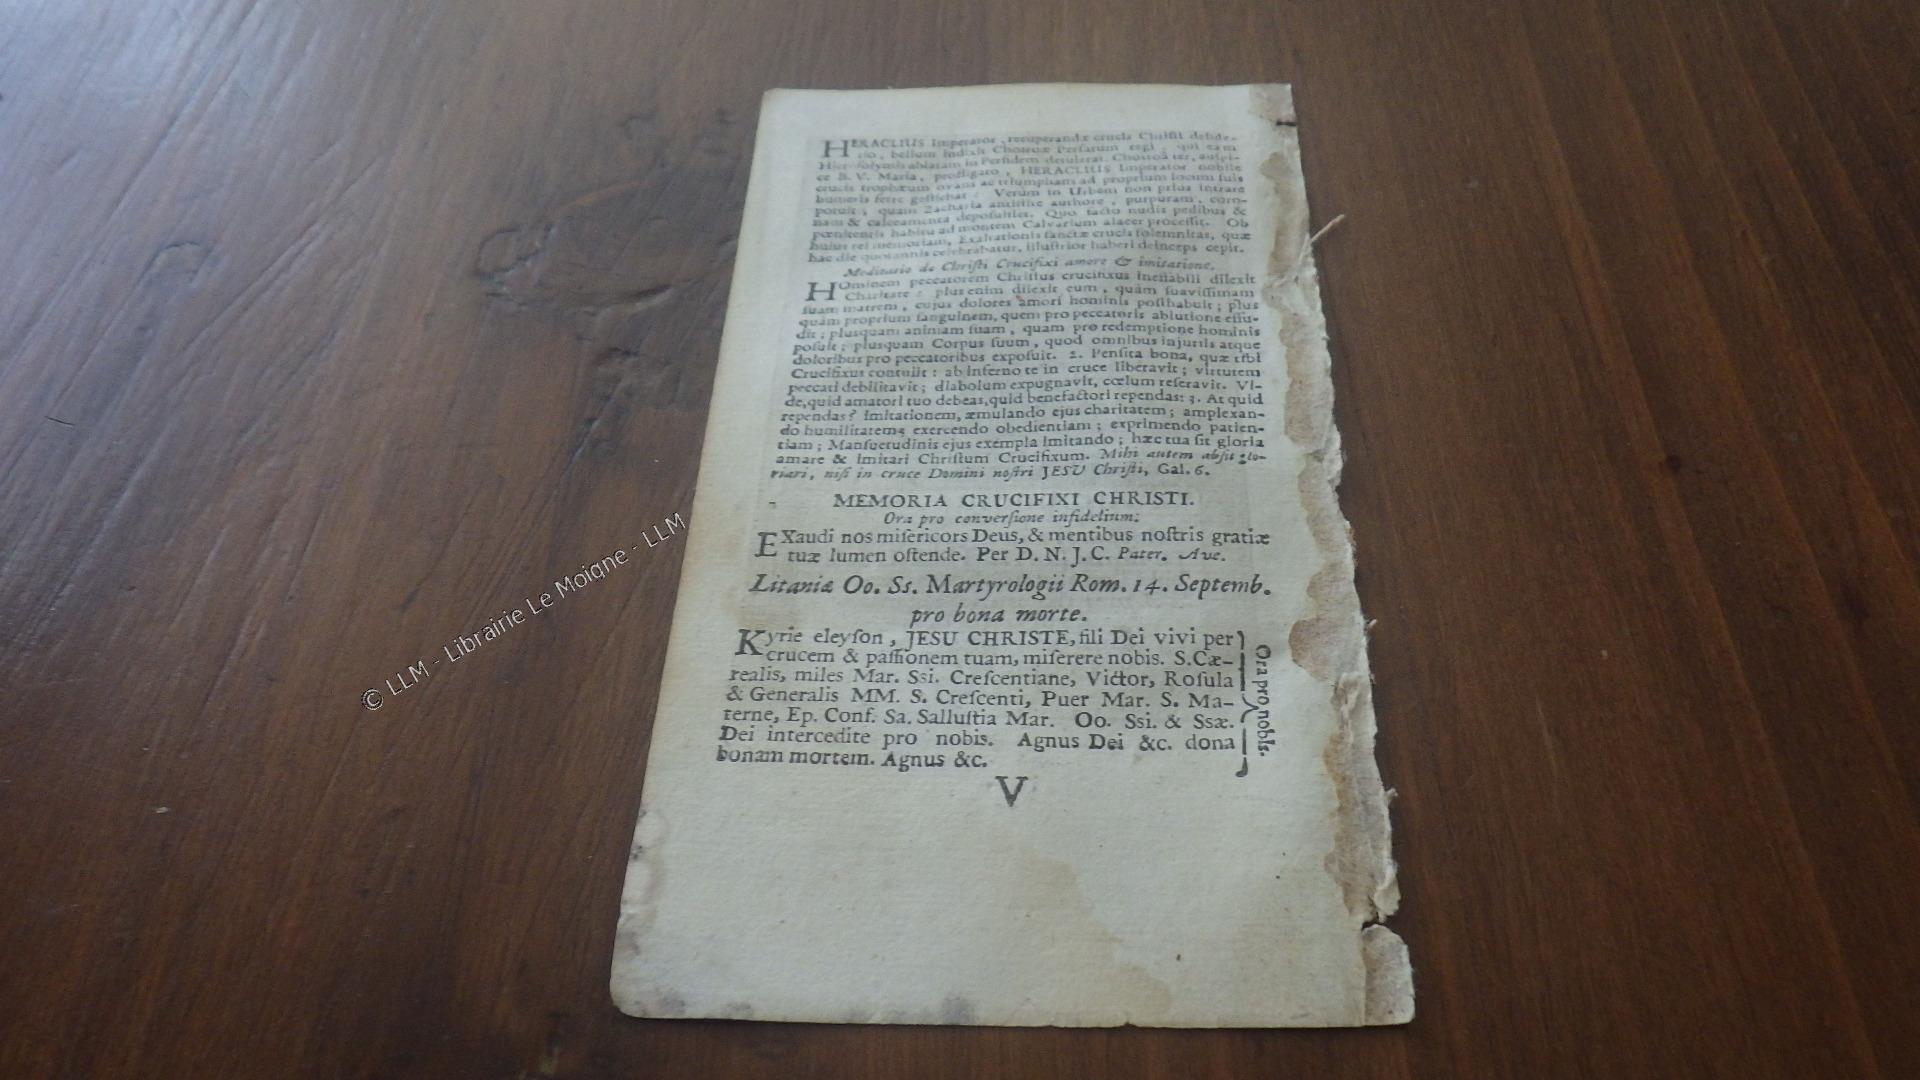 HERACLIUS Imperator, recuperandæ crucis Christi deside-
rio, bellum indixit Chosroæ Persarum regi; qui eam
Hierosolymis ablatam in Persidem detulerat. Chosroâ ter, auspi-
ce B. V. Maria, profligato, HERACLIUS Imperator nobile
crucis trophæum ovans ac triumphans ad proprium locum suis
humeris ferre gestiebat: Verùm in Urbem non prius intrare
potuit, quam Zacharia antistite authore, purpuram, coro-
nam & calceamenta deposuisset. Quo facto nudis pedibus &
pœnitentis habitu ad montem Calvarium alacer processit. Ob
hujus rei memoriam, Exaltationis sanctæ crucis solemnitas, quæ
hac die quotannis celebrabatur, illustrior haberi deinceps cepit.
Meditatio de Christi Crucifixi amore & imitatione.
HOminem peccatorem Christus crucifixus ineffabili dilexit
Charitate: plus enim dilexit eum, quàm suavissimam
suam matrem, cujus dolores amori hominis posthabuit; plus
quàm proprium sanguinem, quem pro peccatoris ablutione effu-
dit; plusquam animam suam, quam pro redemptione hominis
posuit; plusquam Corpus suum, quod omnibus injuriis atque
doloribus pro peccatoribus exposuit. 2. Pensita bona, quæ tibi
Crucifixus contulit: ab inferno te in cruce liberavit; virtutem
peccati debilitavit; diabolum expugnavit, cœlum reseravit. Vi-
de, quid amatori tuo debeas, quid benefactori rependas: 3. At quid
rependas? imitationem, æmulando ejus charitatem; amplexan-
do humilitatem; exercendo obedientiam; exprimendo patien-
tiam; Mansuetudinis ejus exempla imitando; hæc tua sit gloria
amare & imitari Christum Crucifixum. Mihi autem absit glo-
riari, nisi in cruce Domini nostri JESU Christi, Gal. 6.
MEMORIA CRUCIFIXI CHRISTI.
Ora pro conversione infidelium:
EXaudi nos misericors Deus, & mentibus nostris gratiæ
tuæ lumen ostende. Per D. N. J. C. Pater. Ave.
Litaniæ Oo. Ss. Martyrologii Rom. 14. Septemb.
pro bona morte.
Kyrie eleyson, JESU CHRISTE, fili Dei vivi per
crucem & passionem tuam, miserere nobis. S. Cæ-
realis, miles Mar. Ssi. Crescentiane, Victor, Rosula
& Generalis MM. S. Crescenti, Puer Mar. S. Ma-
terne, Ep. Conf. Sa. Sallustia Mar. Oo. Ssi. & Ssæ.
Dei intercedite pro nobis. Agnus Dei &c. dona
bonam mortem. Agnus &c.
Ora pro nobis.
V
© LLM - Librairie Le Moigne - LLM